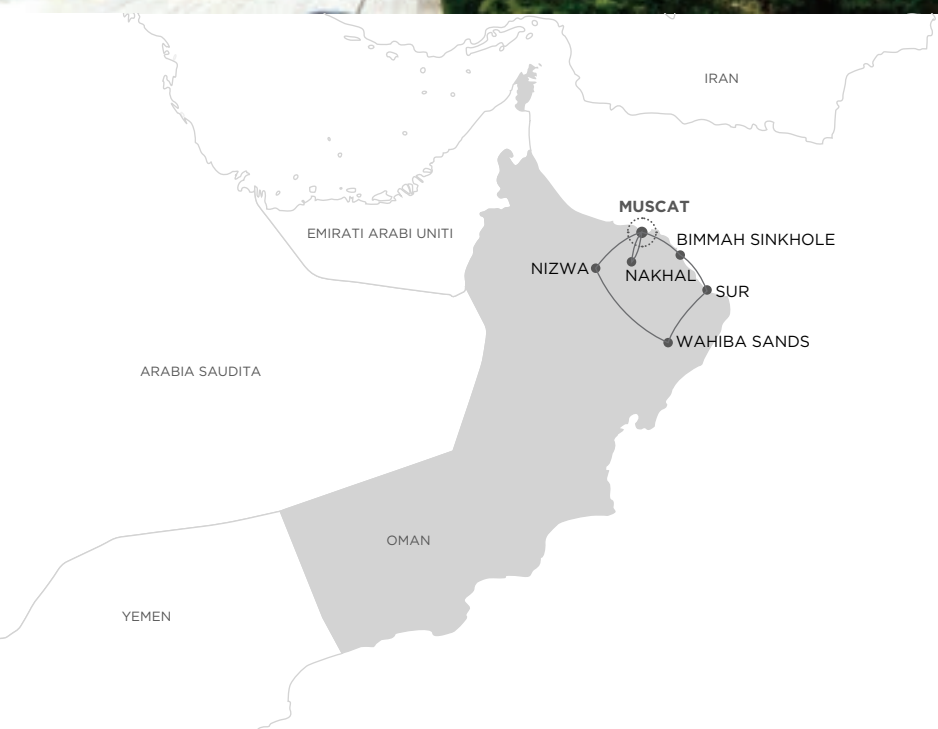 IRAN
MUSCAT
EMIRATI ARABI UNITI
BIMMAH SINKHOLE
NIZWA
NAKHAL
SUR
WAHIBA SANDS
ARABIA SAUDITA
OMAN
YEMEN